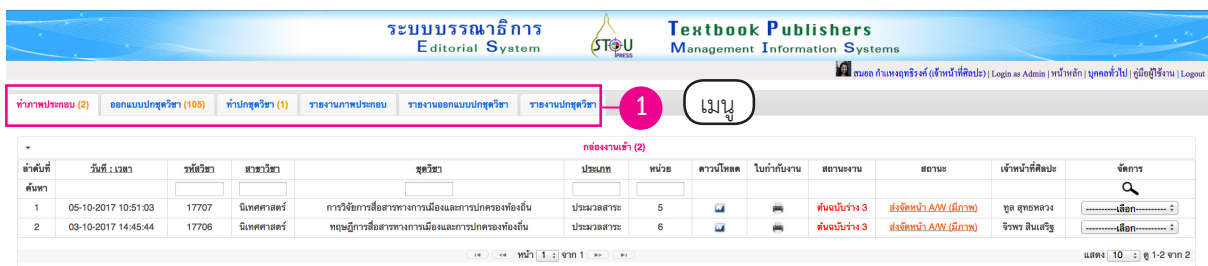 ระบบบรรณาธิการ
Editorial System
STOU
PRESS
Textbook Publishers
Management Information Systems
สมธล กำแหงฤทธิรงค์ (เจ้าหน้าที่ศิลปะ) | Login as Admin | หน้าหลัก | บุคคลทั่วไป | คู่มือผู้ใช้งาน | Logout
ทำภาพประกอบ (2) ออกแบบปกชุดวิชา (105) ทำปกชุดวิชา (1) รายงานภาพประกอบ รายงานออกแบบปกชุดวิชา รายงานปกชุดวิชา 1 เมนู
กล่องงานเข้า (2)
ลำดับที่ วันที่ : เวลา รหัสวิชา สาขาวิชา ชุดวิชา ประเภท หน่วย ดาวน์โหลด ใบกำกับงาน สถานะงาน สถานะ เจ้าหน้าที่ศิลปะ จัดการ
ค้นหา
1 05-10-2017 10:51:03 17707 นิเทศศาสตร์ การวิจัยการสื่อสารทางการเมืองและการปกครองท้องถิ่น ประมวลสาระ 5 ต้นฉบับร่าง 3 ส่งจัดหน้า A/W (มีภาพ) ทูล สุทธหลวง ----------เลือก----------
2 03-10-2017 14:45:44 17706 นิเทศศาสตร์ ทฤษฎีการสื่อสารทางการเมืองและการปกครองท้องถิ่น ประมวลสาระ 6 ต้นฉบับร่าง 3 ส่งจัดหน้า A/W (มีภาพ) จิรพร สินเสริฐ ----------เลือก----------
หน้า 1 จาก 1 แสดง 10 ดู 1-2 จาก 2